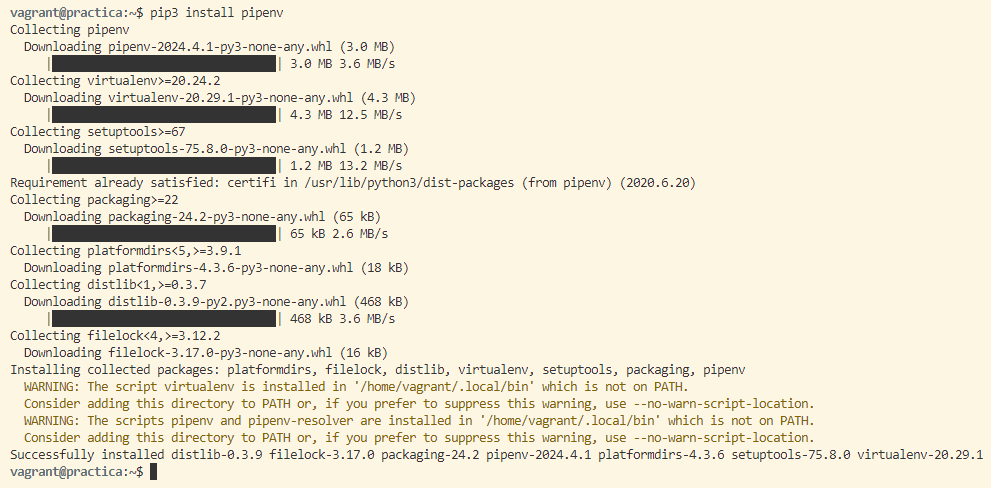 vagrant@practica:~$ pip3 install pipenv
Collecting pipenv
  Downloading pipenv-2024.4.1-py3-none-any.whl (3.0 MB)
     |████████████████████████████████| 3.0 MB 3.6 MB/s
Collecting virtualenv>=20.24.2
  Downloading virtualenv-20.29.1-py3-none-any.whl (4.3 MB)
     |████████████████████████████████| 4.3 MB 12.5 MB/s
Collecting setuptools>=67
  Downloading setuptools-75.8.0-py3-none-any.whl (1.2 MB)
     |████████████████████████████████| 1.2 MB 13.2 MB/s
Requirement already satisfied: certifi in /usr/lib/python3/dist-packages (from pipenv) (2020.6.20)
Collecting packaging>=22
  Downloading packaging-24.2-py3-none-any.whl (65 kB)
     |████████████████████████████████| 65 kB 2.6 MB/s
Collecting platformdirs<5,>=3.9.1
  Downloading platformdirs-4.3.6-py3-none-any.whl (18 kB)
Collecting distlib<1,>=0.3.7
  Downloading distlib-0.3.9-py2.py3-none-any.whl (468 kB)
     |████████████████████████████████| 468 kB 3.6 MB/s
Collecting filelock<4,>=3.12.2
  Downloading filelock-3.17.0-py3-none-any.whl (16 kB)
Installing collected packages: platformdirs, filelock, distlib, virtualenv, setuptools, packaging, pipenv
  WARNING: The script virtualenv is installed in '/home/vagrant/.local/bin' which is not on PATH.
  Consider adding this directory to PATH or, if you prefer to suppress this warning, use --no-warn-script-location.
  WARNING: The scripts pipenv and pipenv-resolver are installed in '/home/vagrant/.local/bin' which is not on PATH.
  Consider adding this directory to PATH or, if you prefer to suppress this warning, use --no-warn-script-location.
Successfully installed distlib-0.3.9 filelock-3.17.0 packaging-24.2 pipenv-2024.4.1 platformdirs-4.3.6 setuptools-75.8.0 virtualenv-20.29.1
vagrant@practica:~$